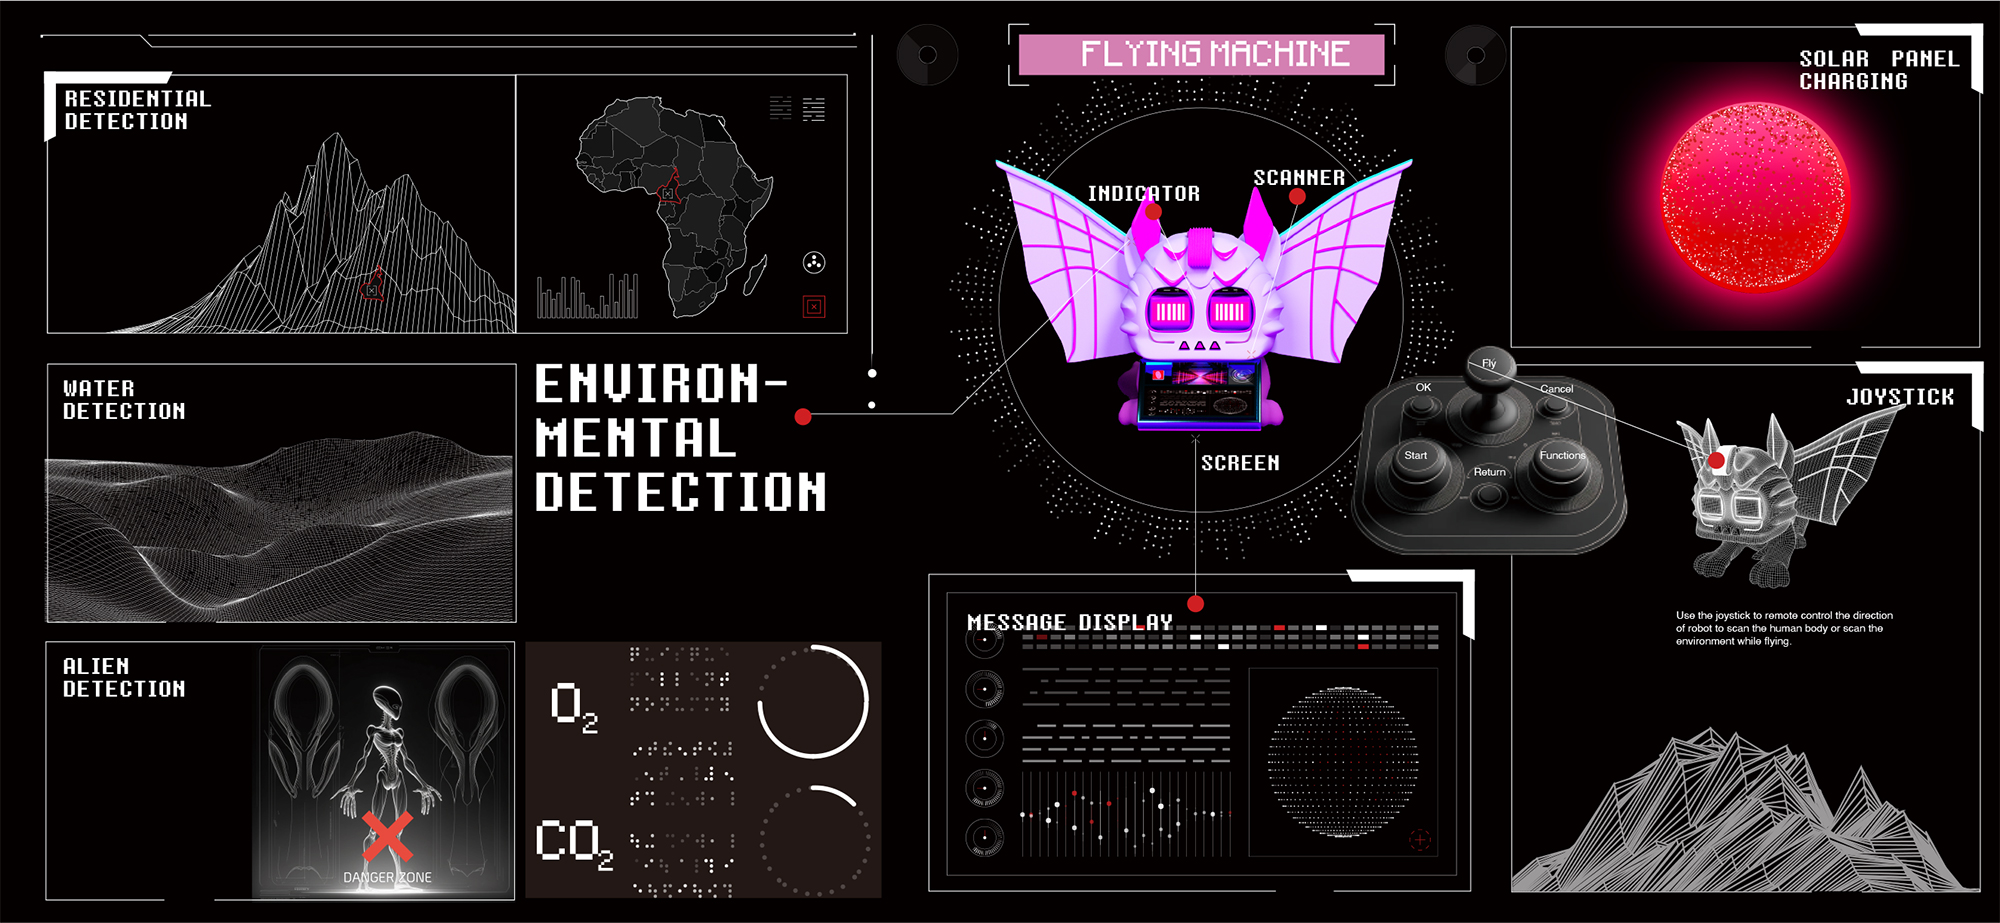 FLYING MACHINE
RESIDENTIAL
DETECTION
WATER
DETECTION
ALIEN
DETECTION
DANGER ZONE
ENVIRON-
MENTAL
DETECTION
O2
CO2
INDICATOR
SCANNER
SCREEN
MESSAGE DISPLAY
SOLAR PANEL
CHARGING
JOYSTICK
Fly
OK
Cancel
Start
Return
Functions
Use the joystick to remote control the direction
of robot to scan the human body or scan the
environment while flying.